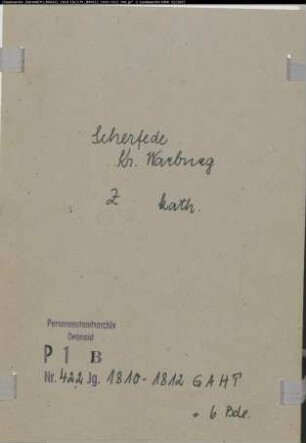 Scherfede
Kr. Warburg
Z kath.
Personenstandsarchiv
Detmold
P 1 B
Nr. 422 Jg. 1810-1812 G A H T
6 Bde.